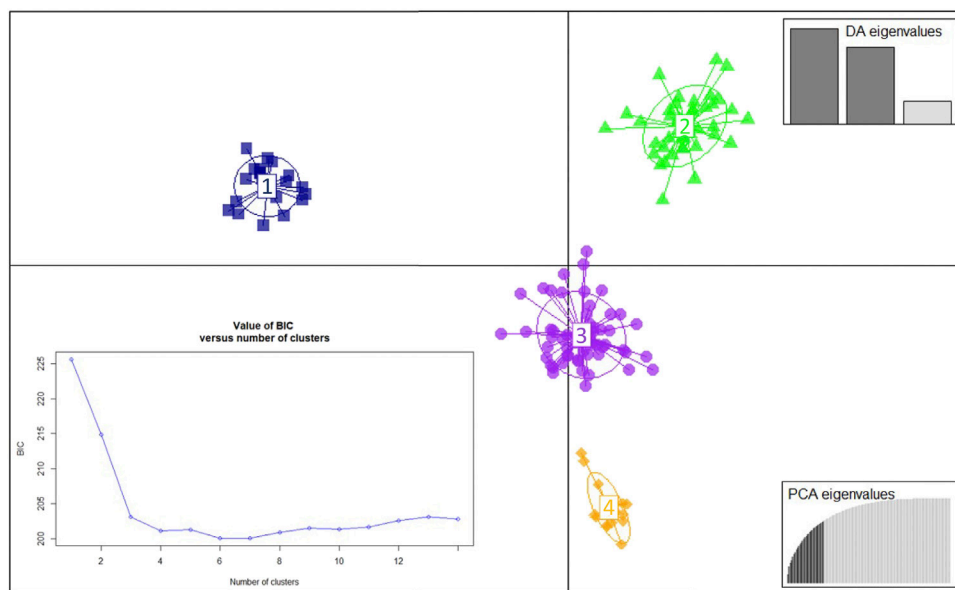 DA eigenvalues
2
1
3
Value of BIC
versus number of clusters
BIC
225
220
215
210
205
200
2 4 6 8 10 12
Number of clusters
4
PCA eigenvalues